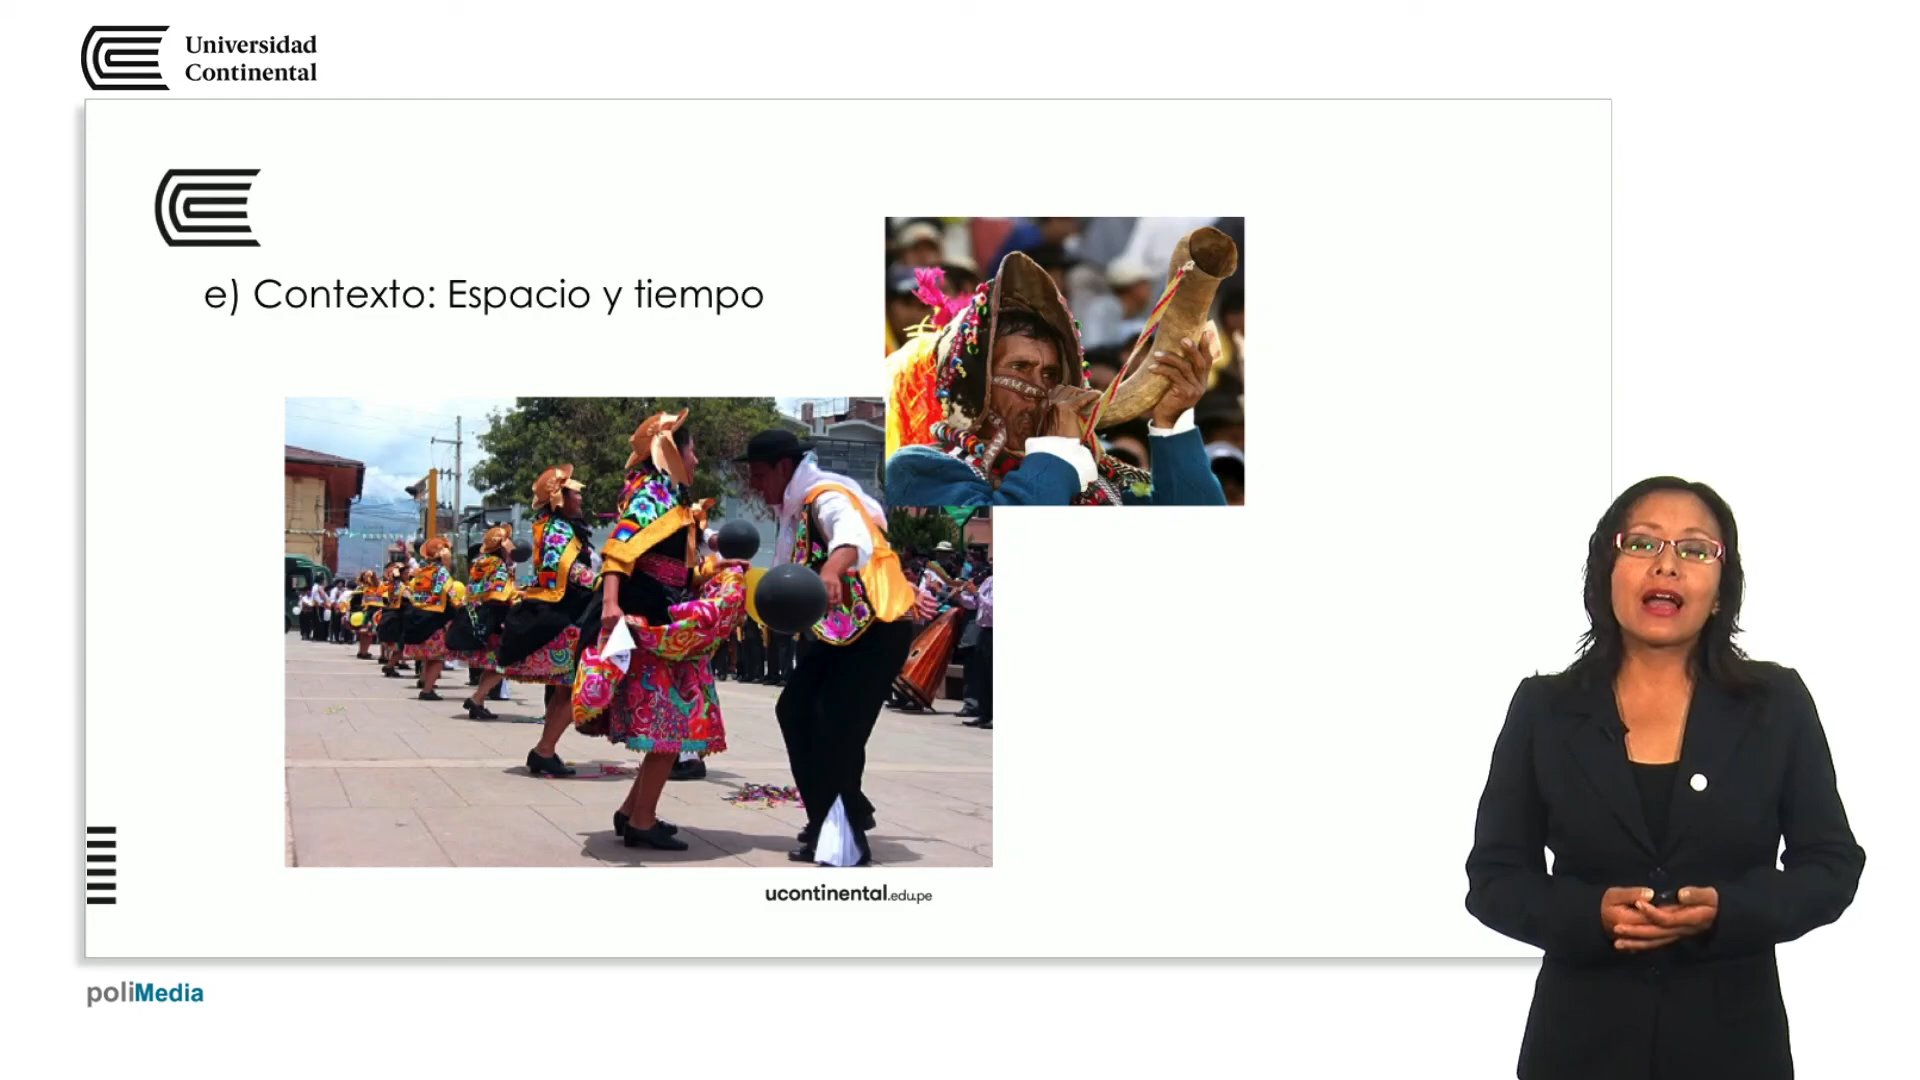 Universidad
Continental
e) Contexto: Espacio y tiempo
ucontinental.edu.pe
poliMedia